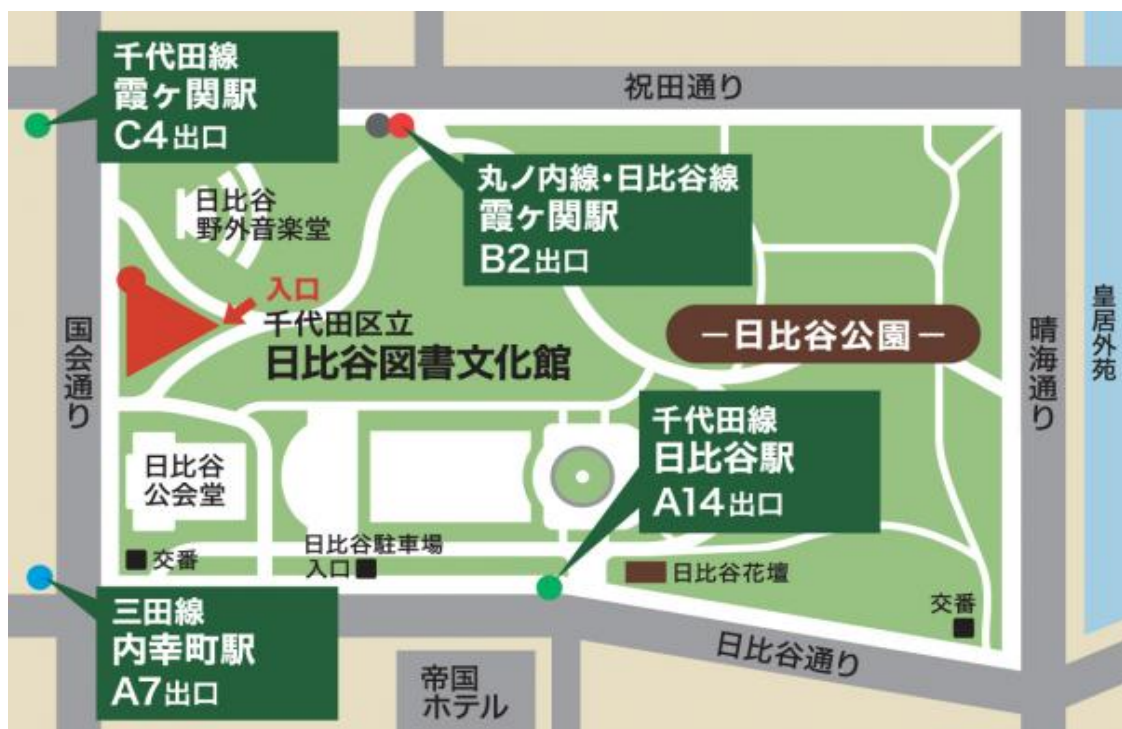 千代田線
霞ヶ関駅
C4出口
祝田通り
丸ノ内線・日比谷線
霞ヶ関駅
B2出口
日比谷
野外音楽堂
入口
千代田区立
日比谷図書文化館
国会通り
－日比谷公園－
晴海通り
皇居外苑
千代田線
日比谷駅
A14出口
日比谷
公会堂
交番
日比谷駐車場
入口
日比谷花壇
交番
三田線
内幸町駅
A7出口
帝国
ホテル
日比谷通り